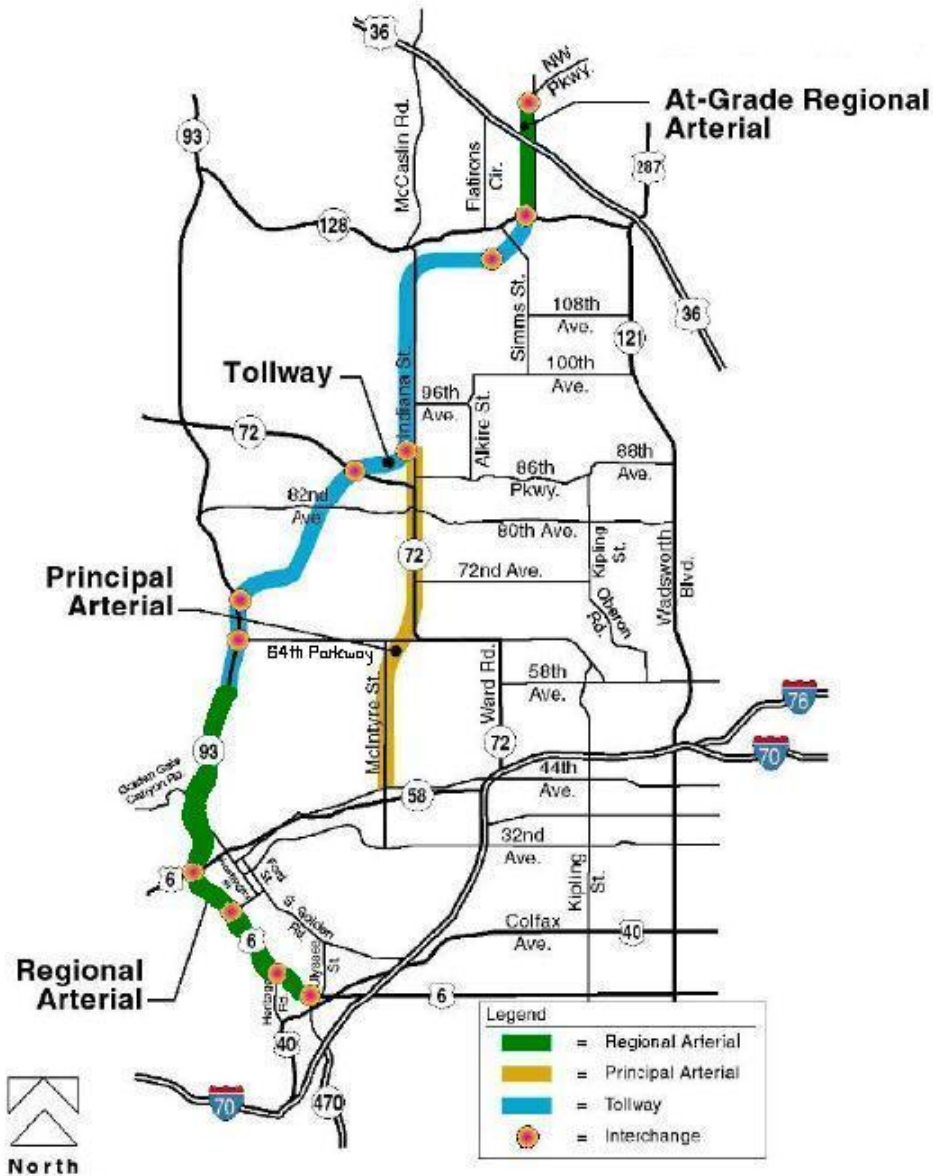 36
NW
Pkwy.
At-Grade Regional
Arterial
93
McCaslin Rd.
Flatirons
Cir.
287
128
Simms St.
108th
Ave.
36
121
100th
Ave.
Tollway
Indiana St.
96th
Ave.
Alkire St.
72
88th
Ave.
86th
Pkwy.
82nd
Ave.
80th Ave.
Kipling
St.
Wadsworth
Blvd.
72
72nd Ave.
Principal
Arterial
Oberon
Rd.
64th Parkway
McIntyre St.
Ward Rd.
58th
Ave.
76
93
72
70
Golden Gate
Canyon Rd.
44th
Ave.
58
32nd
Ave.
6
Ford
St.
Kipling
St.
S. Golden
Rd.
Colfax
Ave.
40
6
Ulysses
St.
Regional
Arterial
Heritage
Rd.
6
40
70
470
Legend
= Regional Arterial
= Principal Arterial
= Tollway
= Interchange
North